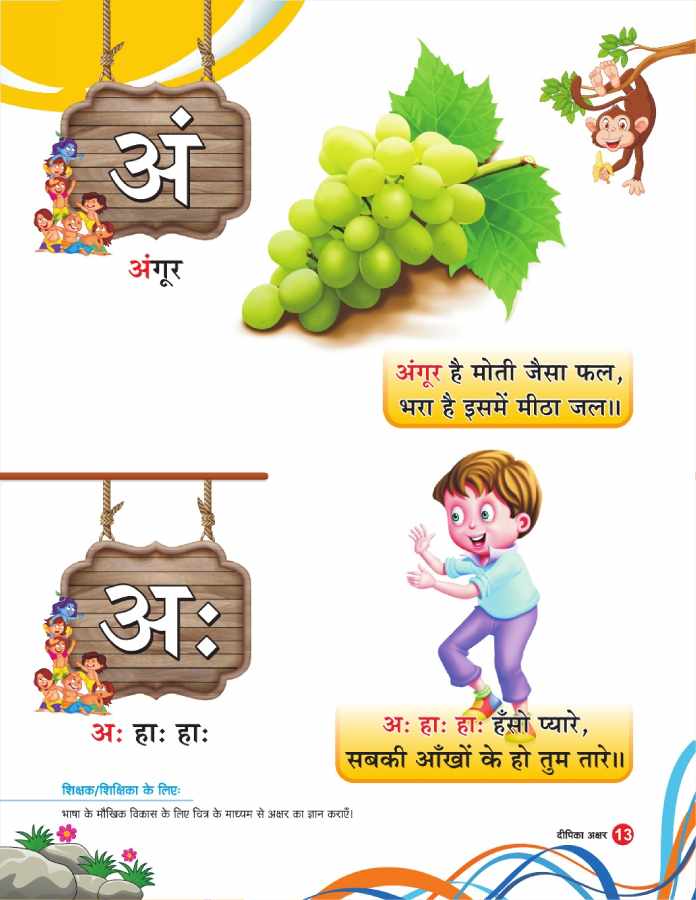 अं
अंगूर
अंगूर है मोती जैसा फल,
भरा है इसमें मीठा जल॥
अः
अः हाः हाः
अः हाः हाः हँसो प्यारे,
सबकी आँखों के हो तुम तारे॥
शिक्षक/शिक्षिका के लिएः
भाषा के मौखिक विकास के लिए चित्र के माध्यम से अक्षर का ज्ञान कराएँ।
दीपिका अक्षर 13